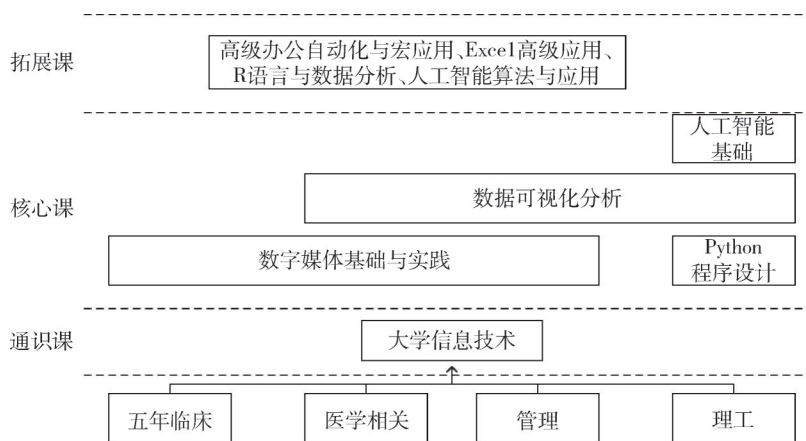 拓展课
高级办公自动化与宏应用、Excel高级应用、
R语言与数据分析、人工智能算法与应用
人工智能
基础
核心课
数据可视化分析
数字媒体基础与实践
Python
程序设计
通识课
大学信息技术
五年临床
医学相关
管理
理工